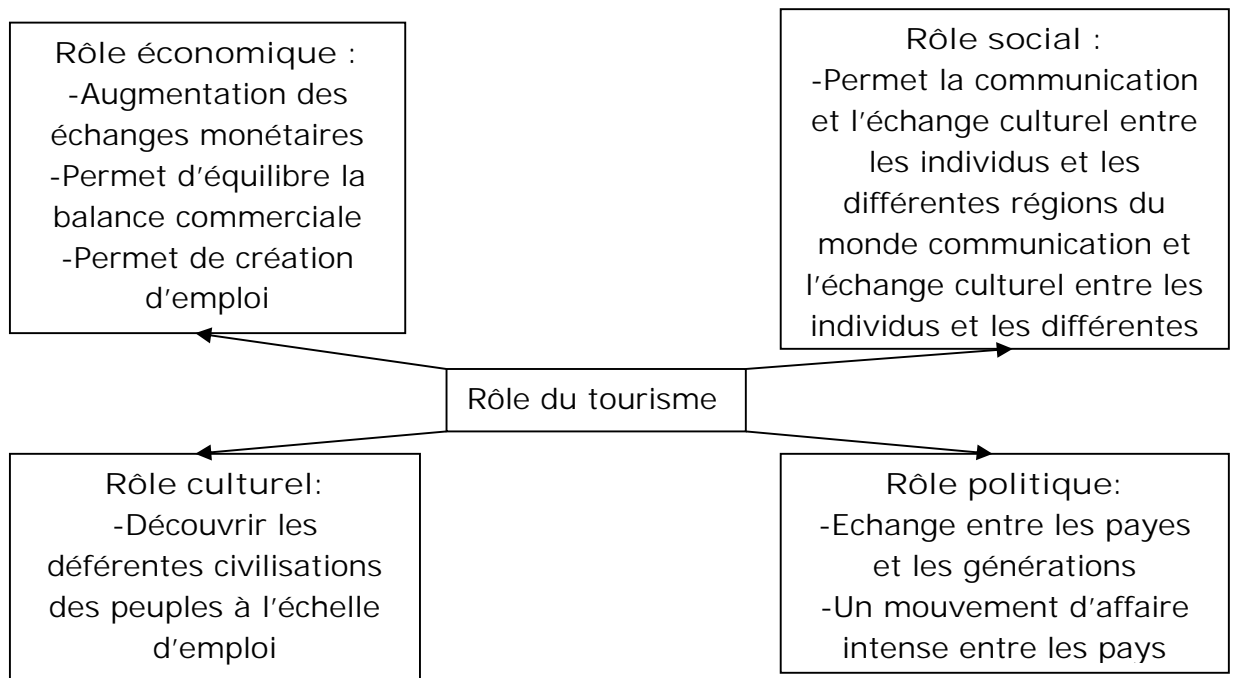 Rôle économique :
-Augmentation des
échanges monétaires
-Permet d'équilibre la
balance commerciale
-Permet de création
d'emploi
Rôle social :
-Permet la communication
et l'échange culturel entre
les individus et les
différentes régions du
monde communication et
l'échange culturel entre les
individus et les différentes
Rôle du tourisme
Rôle culturel:
-Découvrir les
déférentes civilisations
des peuples à l'échelle
d'emploi
Rôle politique:
-Echange entre les payes
et les générations
-Un mouvement d'affaire
intense entre les pays